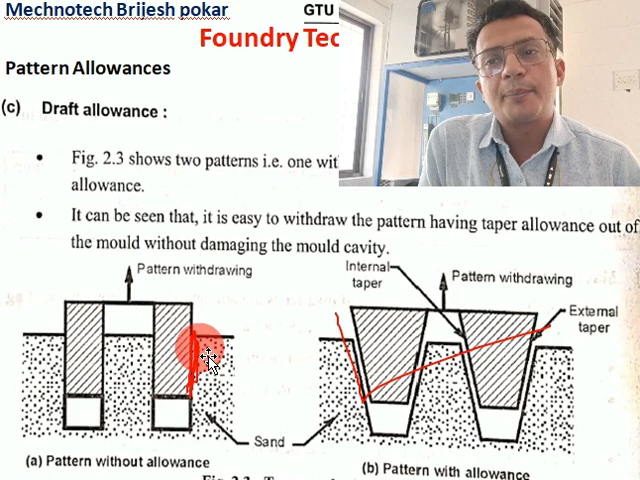 Mechnotech Brijesh pokar
GTU
Foundry Tec
Pattern Allowances
(c) Draft allowance :
• Fig. 2.3 shows two patterns i.e. one wit
allowance.
• It can be seen that, it is easy to withdraw the pattern having taper allowance out of
the mould without damaging the mould cavity.
Pattern withdrawing
Internal
taper
Pattern withdrawing
External
taper
Sand
(a) Pattern without allowance
(b) Pattern with allowance